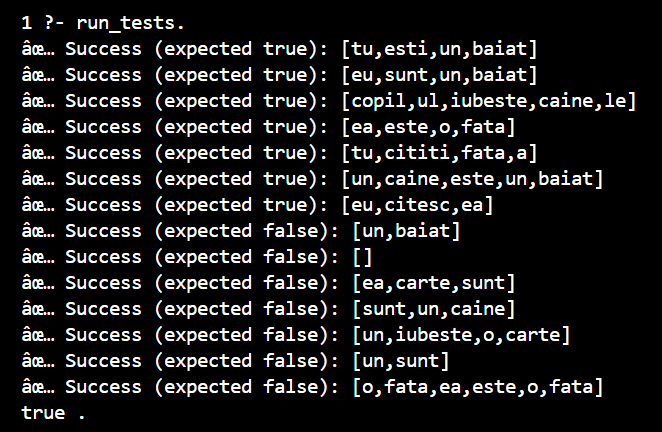 1 ?- run_tests.
âœ… Success (expected true): [tu,esti,un,baiat]
âœ… Success (expected true): [eu,sunt,un,baiat]
âœ… Success (expected true): [copil,ul,iubeste,caine,le]
âœ… Success (expected true): [ea,este,o,fata]
âœ… Success (expected true): [tu,cititi,fata,a]
âœ… Success (expected true): [un,caine,este,un,baiat]
âœ… Success (expected true): [eu,citesc,ea]
âœ… Success (expected false): [un,baiat]
âœ… Success (expected false): []
âœ… Success (expected false): [ea,carte,sunt]
âœ… Success (expected false): [sunt,un,caine]
âœ… Success (expected false): [un,iubeste,o,carte]
âœ… Success (expected false): [un,sunt]
âœ… Success (expected false): [o,fata,ea,este,o,fata]
true .